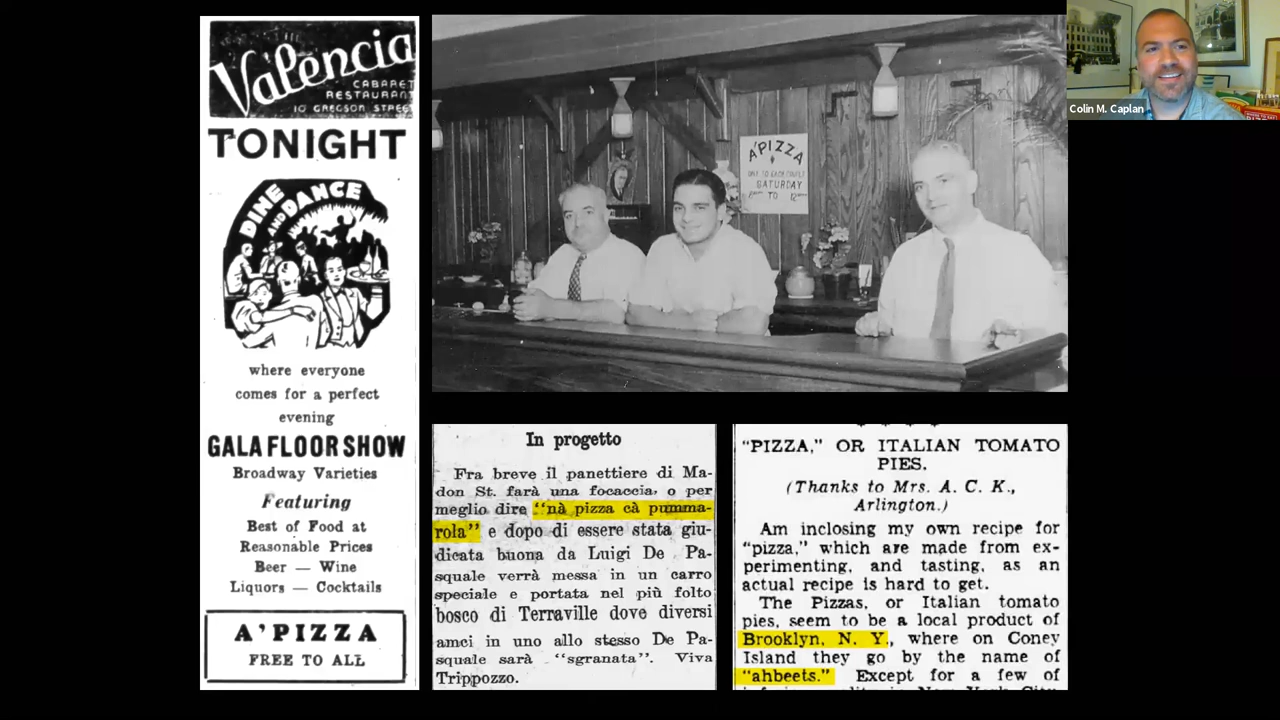 Valencia
CABARET
RESTAURANT
10 GREGSON STREET
TONIGHT
DINE AND DANCE
where everyone
comes for a perfect
evening
GALA FLOOR SHOW
Broadway Varieties
Featuring
Best of Food at
Reasonable Prices
Beer — Wine
Liquors — Cocktails
A'PIZZA
FREE TO ALL
A'PIZZA
ONE TO EACH COUPLE
SATURDAY
TO 12
In progetto
Fra breve il panettiere di Ma-
don St. farà una focaccia, o per
meglio dire "nà pizza cà pumma-
rola" e dopo di essere stata giu-
dicata buona da Luigi De Pa-
squale verrà messa in un carro
speciale e portata nel più folto
bosco di Terraville dove diversi
amci in uno allo stesso De Pa-
squale sarà "sgranata". Viva
Trippozzo.
"PIZZA," OR ITALIAN TOMATO
PIES.
(Thanks to Mrs. A. C. K.,
Arlington.)
Am inclosing my own recipe for
"pizza," which are made from ex-
perimenting, and tasting, as an
actual recipe is hard to get.
The Pizzas, or Italian tomato
pies, seem to be a local product of
Brooklyn, N. Y., where on Coney
Island they go by the name of
"ahbeets." Except for a few of
Colin M. Caplan